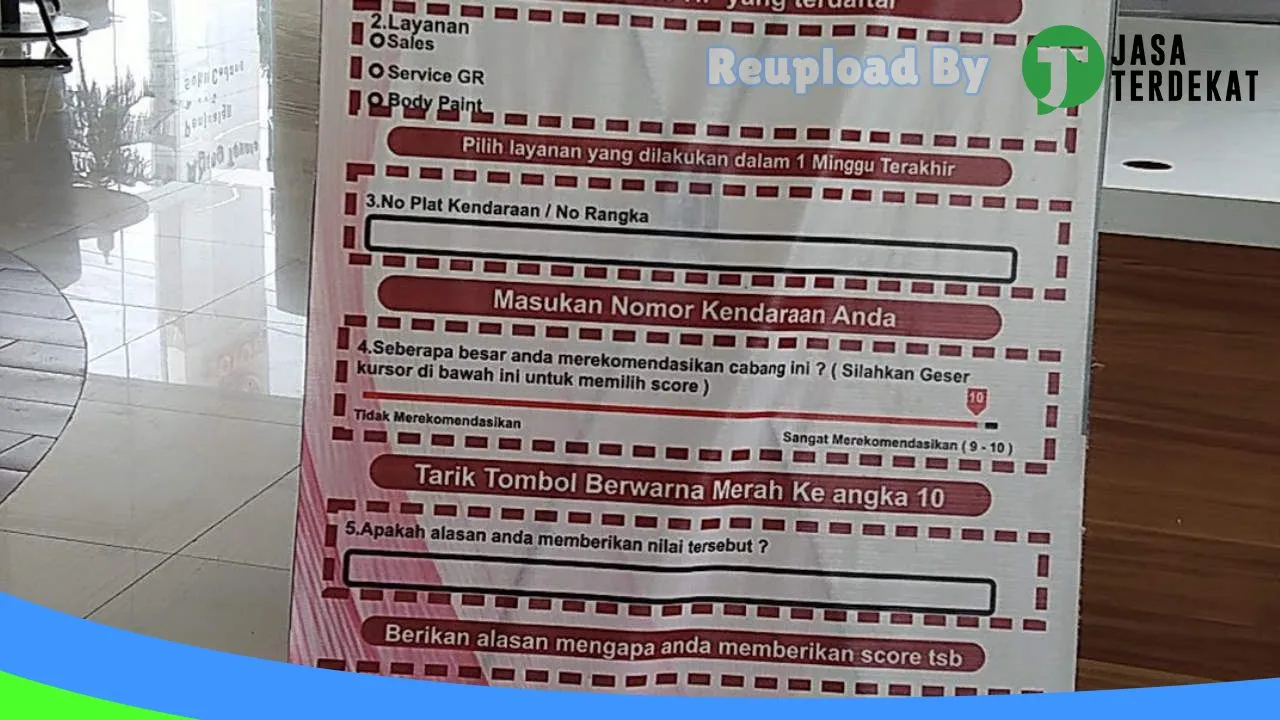 yang terdaftar
2.Layanan
Sales
Service GR
Body Paint
Pilih layanan yang dilakukan dalam 1 Minggu Terakhir
3.No Plat Kendaraan / No Rangka
Masukan Nomor Kendaraan Anda
4.Seberapa besar anda merekomendasikan cabang ini ? ( Silahkan Geser
kursor di bawah ini untuk memilih score )
10
Tidak Merekomendasikan
Sangat Merekomendasikan ( 9 - 10 )
Tarik Tombol Berwarna Merah Ke angka 10
5.Apakah alasan anda memberikan nilai tersebut ?
Berikan alasan mengapa anda memberikan score tsb
Reupload By
JASA
TERDEKAT